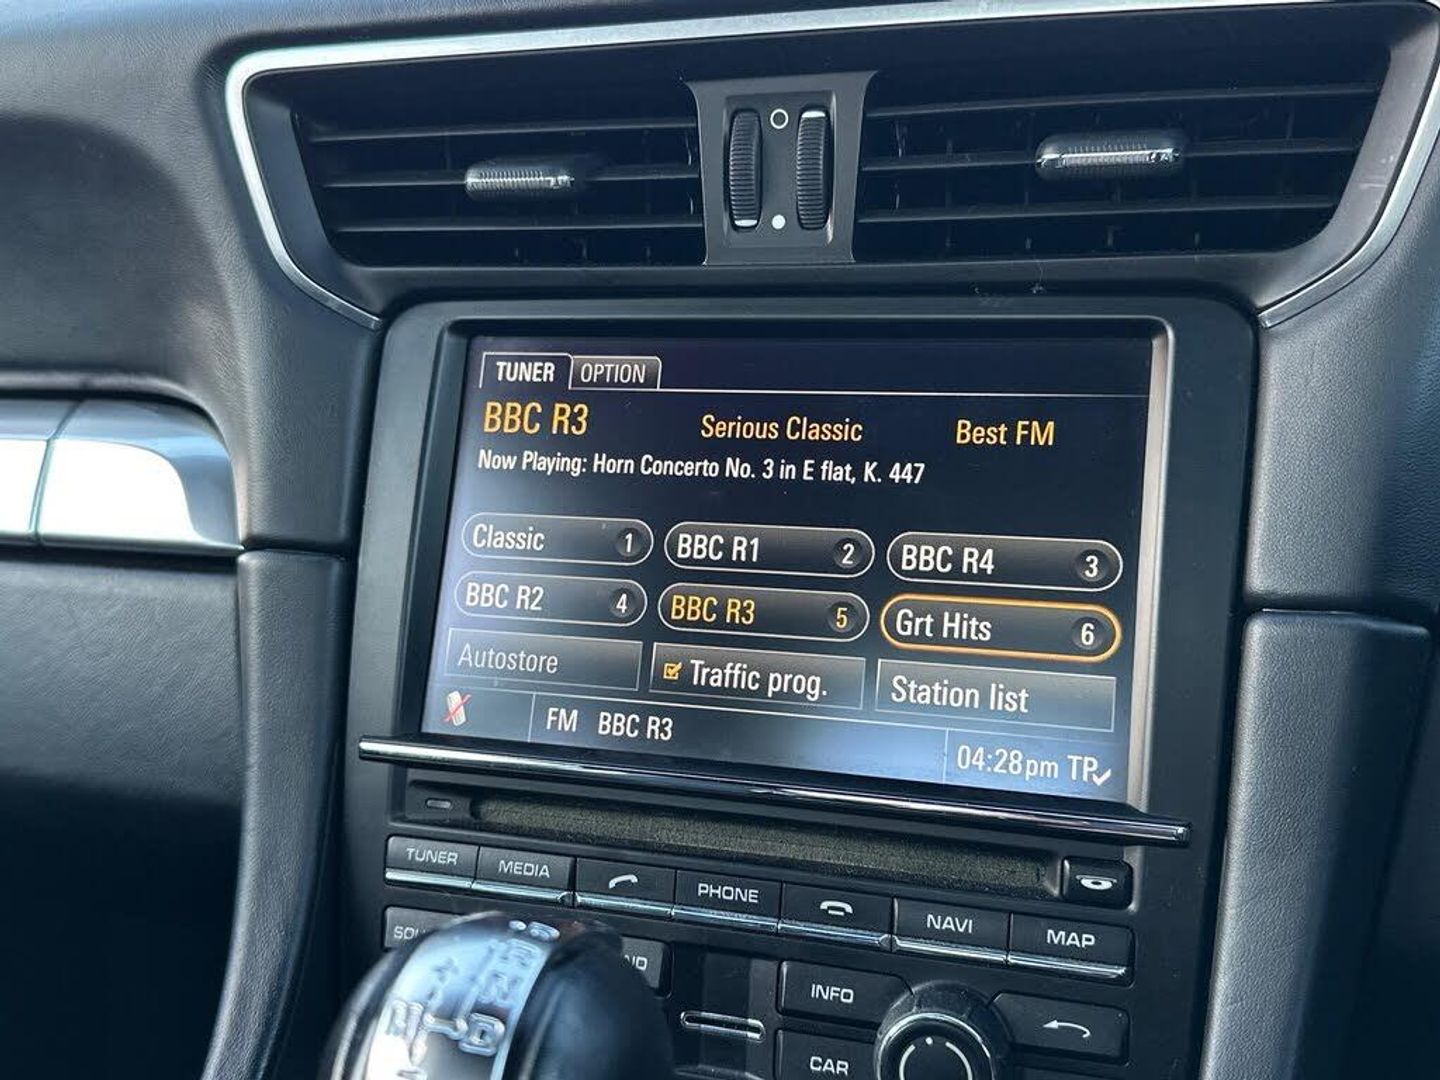 TUNER OPTION
BBC R3 Serious Classic Best FM
Now Playing: Horn Concerto No. 3 in E flat, K. 447
Classic 1 BBC R1 2 BBC R4 3
BBC R2 4 BBC R3 5 Grt Hits 6
Autostore Traffic prog. Station list
FM BBC R3 04:28pm TP
TUNER MEDIA PHONE NAVI MAP
INFO
CAR